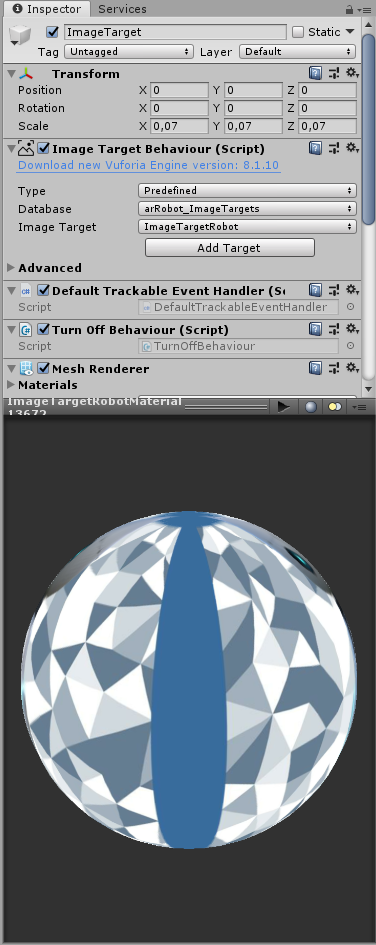 Inspector Services
ImageTarget Static
Tag Untagged Layer Default
Transform
Position X 0 Y 0 Z 0
Rotation X 0 Y 0 Z 0
Scale X 0,07 Y 0,07 Z 0,07
Image Target Behaviour (Script)
Download new Vuforia Engine version: 8.1.10
Type Predefined
Database arRobot_ImageTargets
Image Target ImageTargetRobot
Add Target
Advanced
Default Trackable Event Handler (Sc
Script DefaultTrackableEventHandler
Turn Off Behaviour (Script)
Script TurnOffBehaviour
Mesh Renderer
Materials
ImageTargetRobotMaterial
13672